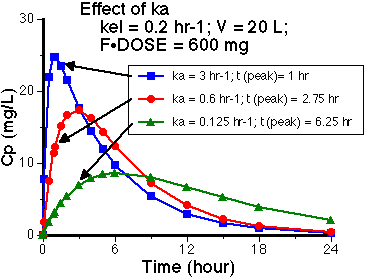 Effect of ka
kel = 0.2 hr-1; V = 20 L;
F•DOSE = 600 mg
30
20
10
0
Cp (mg/L)
ka = 3 hr-1; t (peak)= 1 hr
ka = 0.6 hr-1; t (peak) = 2.75 hr
ka = 0.125 hr-1; t (peak) = 6.25 hr
0
6
12
18
24
Time (hour)